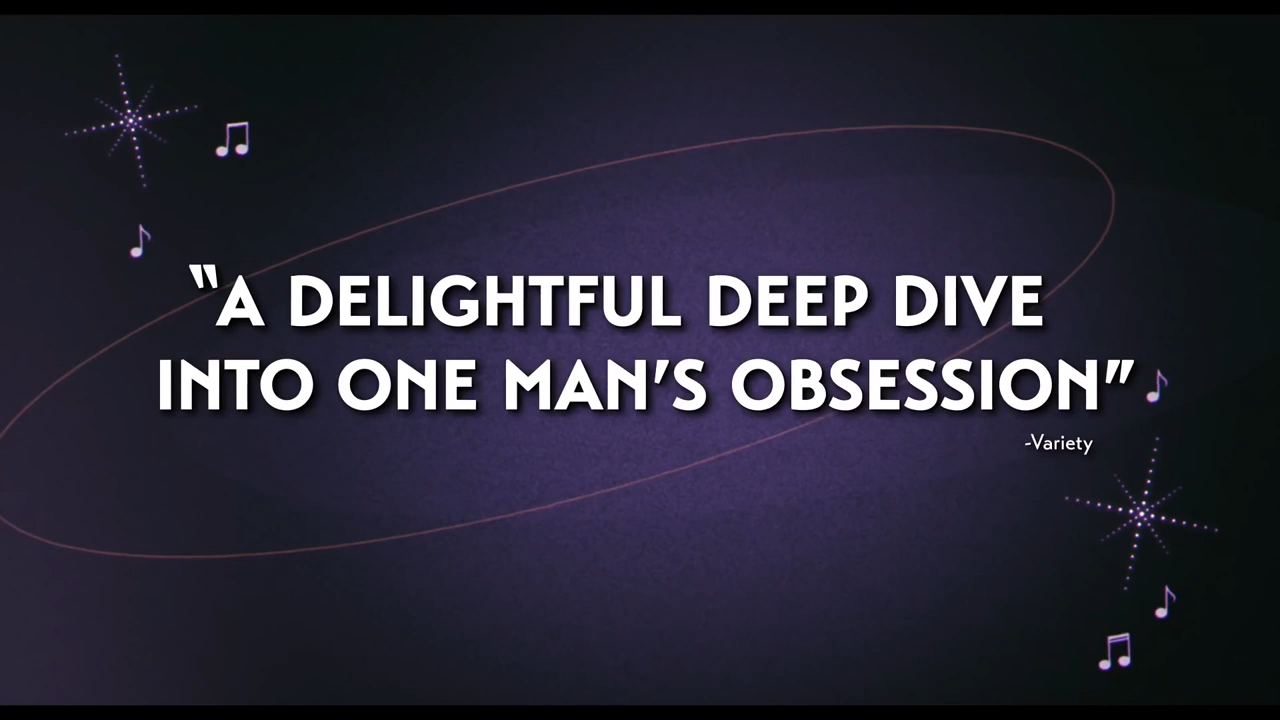 “A DELIGHTFUL DEEP DIVE
INTO ONE MAN’S OBSESSION”
-Variety